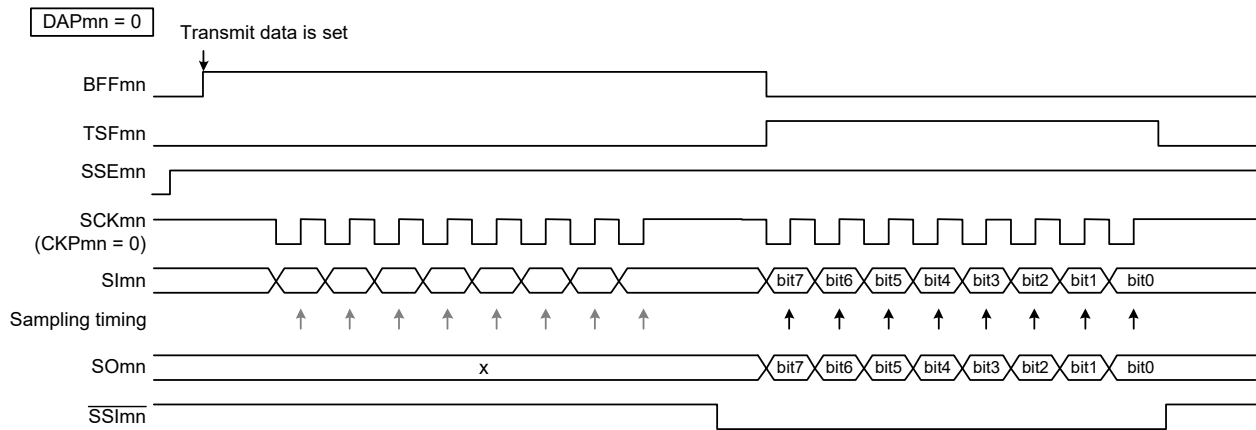 DAPmn = 0
Transmit data is set
BFFmn
TSFmn
SSEmn
SCKmn
(CKPmn = 0)
SImn
bit7 bit6 bit5 bit4 bit3 bit2 bit1 bit0
Sampling timing
SOmn
x
bit7 bit6 bit5 bit4 bit3 bit2 bit1 bit0
SSImn